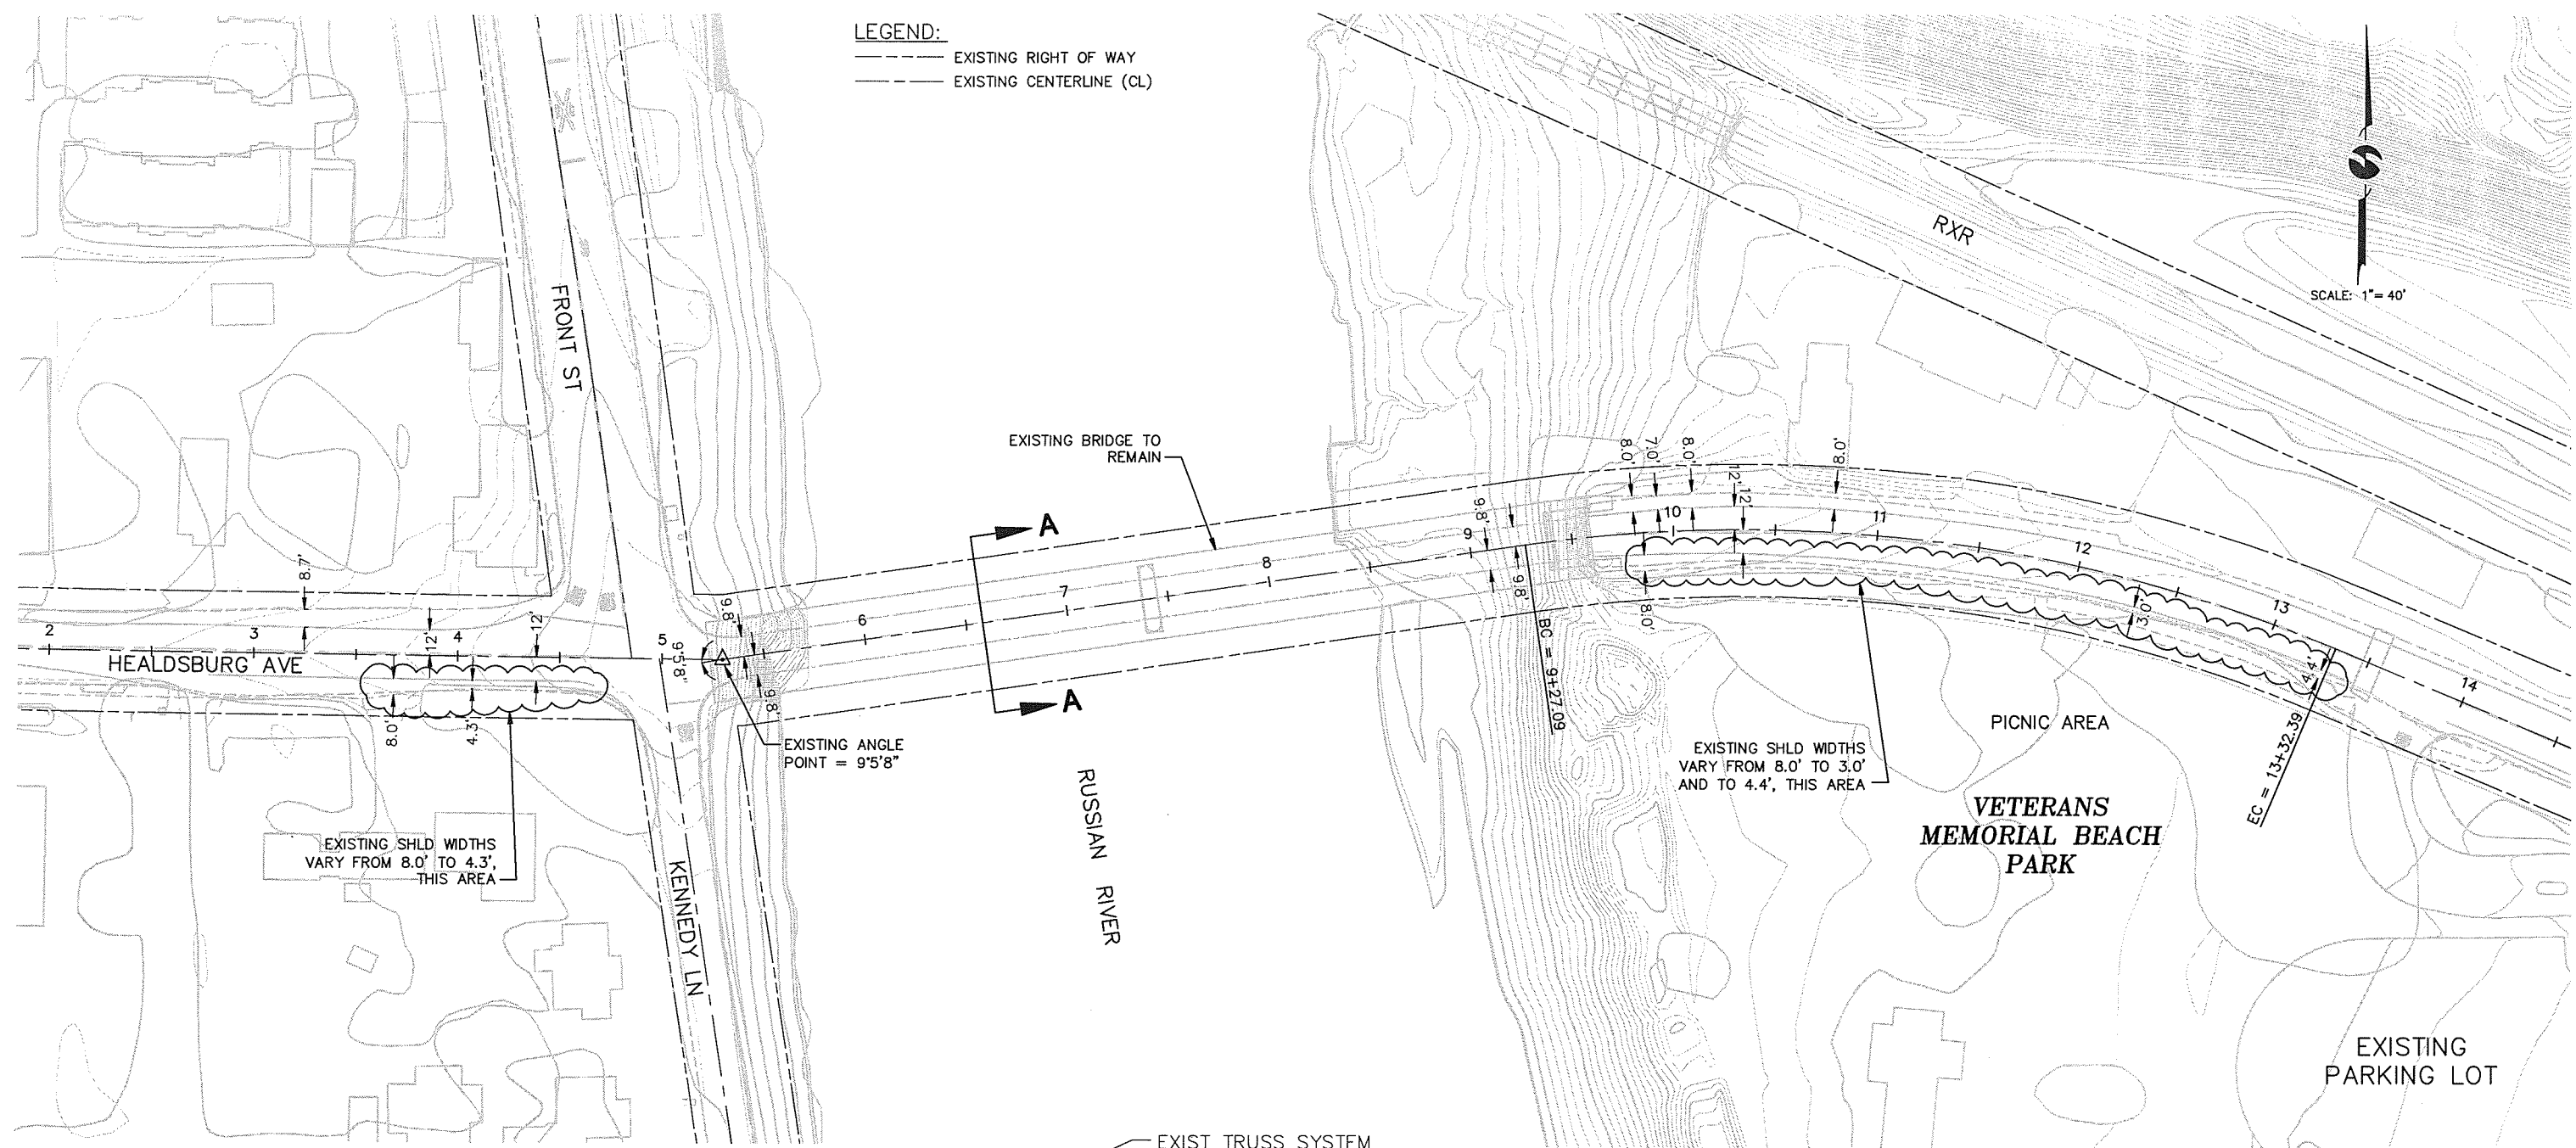 LEGEND:
EXISTING RIGHT OF WAY
EXISTING CENTERLINE (CL)
RXR
SCALE: 1"= 40'
FRONT ST
EXISTING BRIDGE TO
REMAIN
A
A
8.0'
7.0'
8.0'
12'
12'
8.0'
9.8'
9.8'
8.7'
12'
12'
9.8'
9.8'
9°5'8"
2
3
4
5
6
7
8
9
10
11
12
13
14
HEALDSBURG AVE
8.0'
4.3'
8.0'
3.0'
4.4'
BC = 9+27.09
EC = 13+32.39
EXISTING ANGLE
POINT = 9°5'8"
EXISTING SHLD WIDTHS
VARY FROM 8.0' TO 4.3',
THIS AREA
KENNEDY LN
RUSSIAN RIVER
EXISTING SHLD WIDTHS
VARY FROM 8.0' TO 3.0'
AND TO 4.4', THIS AREA
PICNIC AREA
VETERANS
MEMORIAL BEACH
PARK
EXISTING
PARKING LOT
EXIST TRUSS SYSTEM